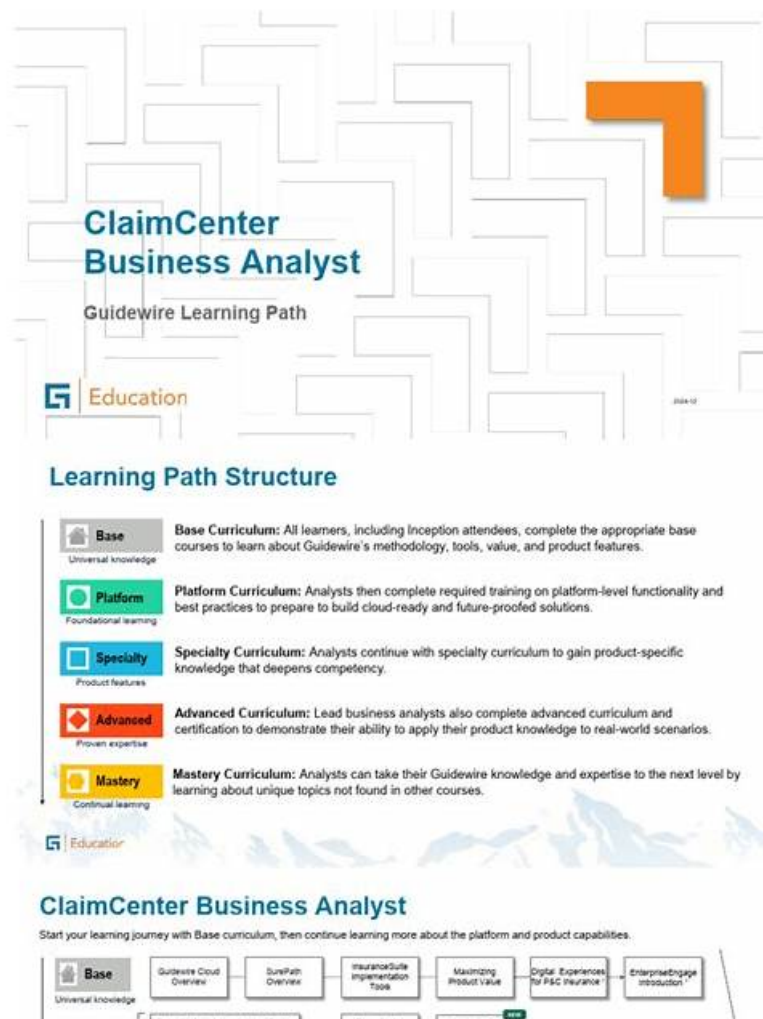 ClaimCenter
Business Analyst
Guidewire Learning Path
Education
2024-12
Learning Path Structure
Base
Universal knowledge
Base Curriculum: All learners, including Inception attendees, complete the appropriate base
courses to learn about Guidewire's methodology, tools, value, and product features.
Platform
Foundational learning
Platform Curriculum: Analysts then complete required training on platform-level functionality and
best practices to prepare to build cloud-ready and future-proofed solutions.
Specialty
Product features
Specialty Curriculum: Analysts continue with specialty curriculum to gain product-specific
knowledge that deepens competency.
Advanced
Proven expertise
Advanced Curriculum: Lead business analysts also complete advanced curriculum and
certification to demonstrate their ability to apply their product knowledge to real-world scenarios.
Mastery
Continual learning
Mastery Curriculum: Analysts can take their Guidewire knowledge and expertise to the next level by
learning about unique topics not found in other courses.
Education
ClaimCenter Business Analyst
Start your learning journey with Base curriculum, then continue learning more about the platform and product capabilities.
Base
Universal knowledge
Guidewire Cloud
Overview
SurePath
Overview
InsuranceSuite
Implementation
Tools
Maximizing
Product Value
Digital Experiences
for P&C Insurance
EnterpriseEngage
Introduction
NEW